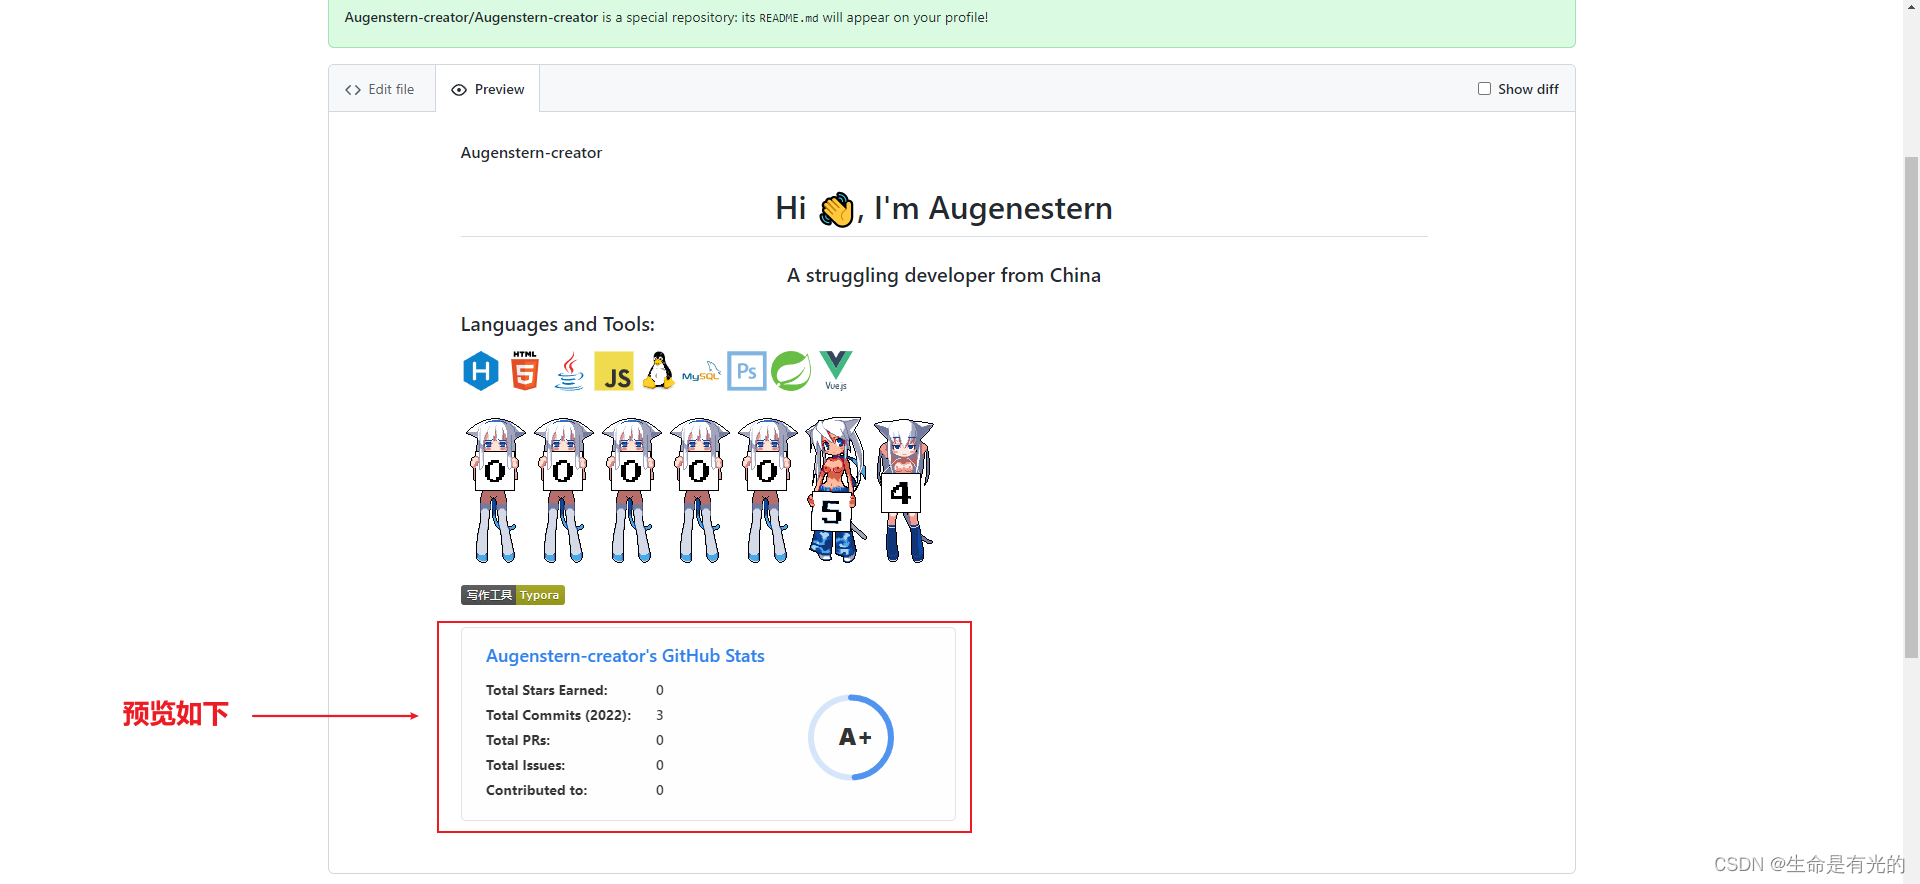 Augenstern-creator/Augenstern-creator is a special repository: its README.md will appear on your profile!
Edit file
Preview
Show diff
Augenstern-creator
Hi 👋, I'm Augenestern
A struggling developer from China
Languages and Tools:
H
HTML
5
JS
MySQL
Ps
Vue.js
0 0 0 0 0 5 4
写作工具 Typora
Augenstern-creator's GitHub Stats
Total Stars Earned: 0
Total Commits (2022): 3
Total PRs: 0
Total Issues: 0
Contributed to: 0
A+
预览如下
CSDN @生命是有光的